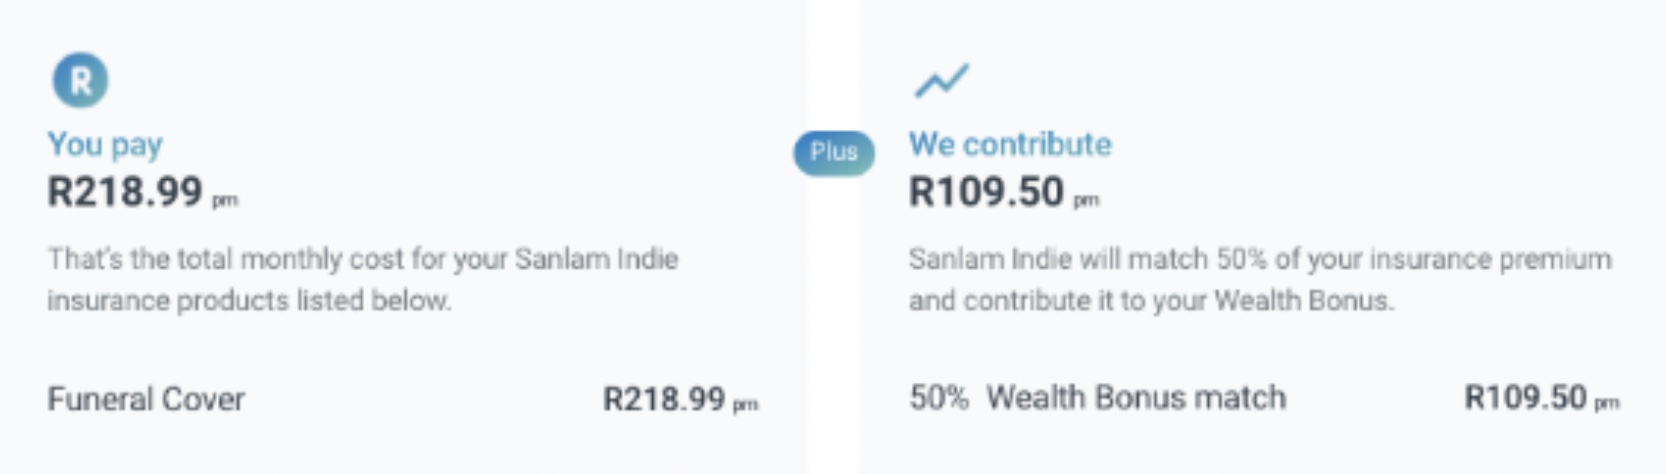 R
You pay
R218.99 pm
That's the total monthly cost for your Sanlam Indie
insurance products listed below.
Funeral Cover R218.99 pm
Plus
We contribute
R109.50 pm
Sanlam Indie will match 50% of your insurance premium
and contribute it to your Wealth Bonus.
50% Wealth Bonus match R109.50 pm